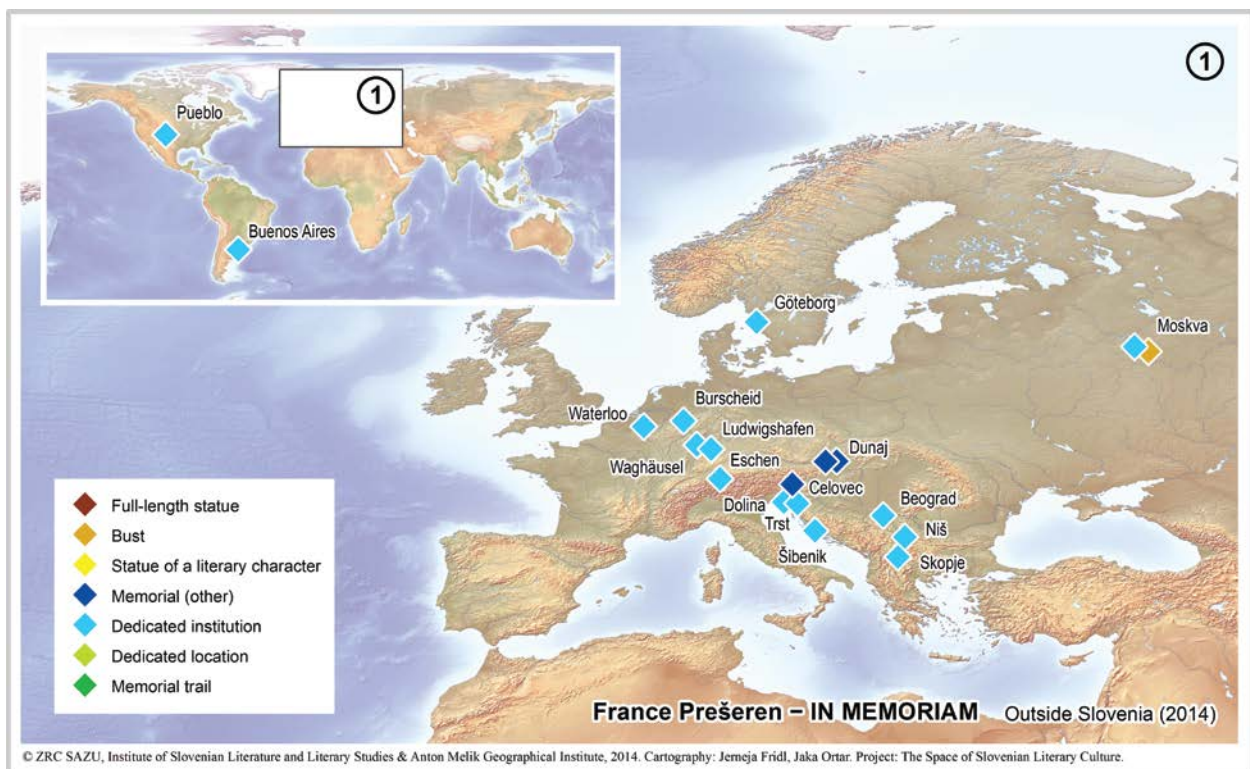 1
1
Pueblo
Buenos Aires
Göteborg
Moskva
Waterloo
Burscheid
Ludwigshafen
Waghäusel
Eschen
Dunaj
Celovec
Dolina
Trst
Beograd
Niš
Šibenik
Skopje
Full-length statue
Bust
Statue of a literary character
Memorial (other)
Dedicated institution
Dedicated location
Memorial trail
France Prešeren – IN MEMORIAM Outside Slovenia (2014)
© ZRC SAZU, Institute of Slovenian Literature and Literary Studies & Anton Melik Geographical Institute, 2014. Cartography: Jerneja Fridl, Jaka Ortar. Project: The Space of Slovenian Literary Culture.